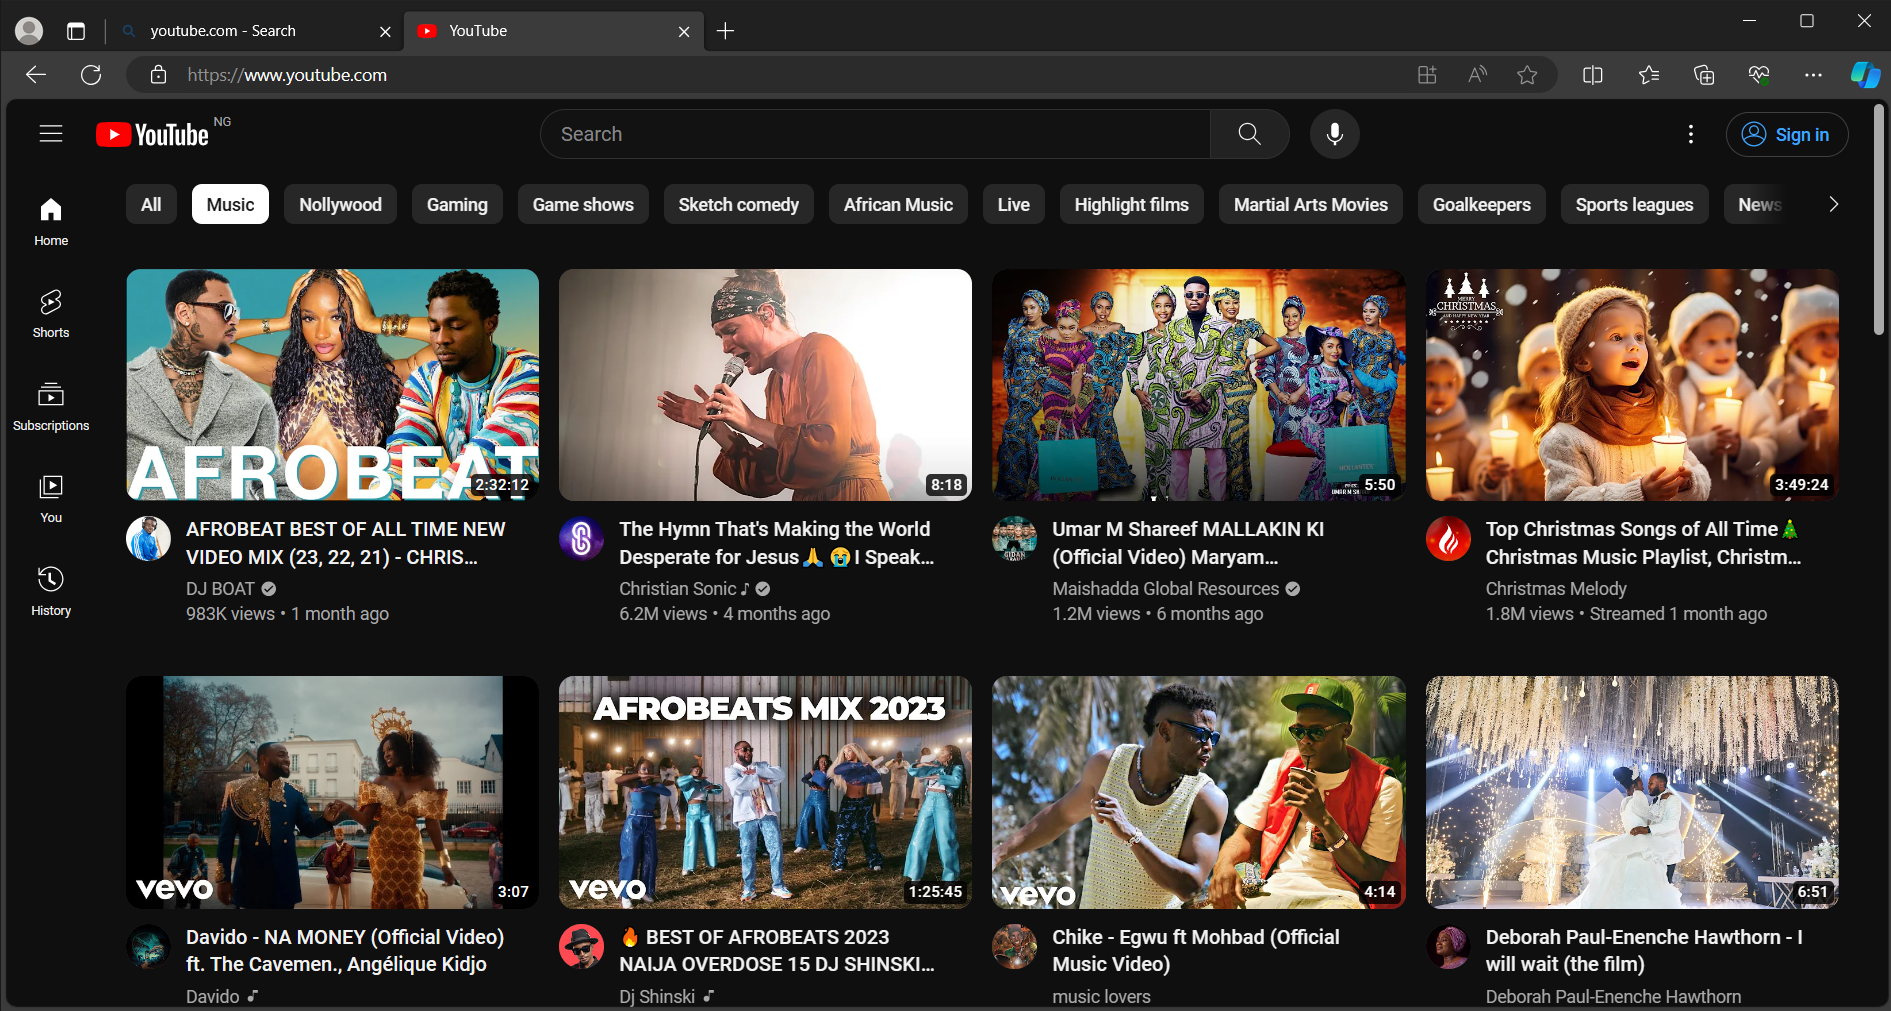 youtube.com - Search
YouTube
https://www.youtube.com
YouTube NG
Search
Sign in
All
Music
Nollywood
Gaming
Game shows
Sketch comedy
African Music
Live
Highlight films
Martial Arts Movies
Goalkeepers
Sports leagues
News
Home
Shorts
Subscriptions
You
History
AFROBEAT
2:32:12
8:18
5:50
MERRY
CHRISTMAS
AND HAPPY NEW YEAR
3:49:24
AFROBEAT BEST OF ALL TIME NEW
VIDEO MIX (23, 22, 21) - CHRIS...
DJ BOAT
983K views • 1 month ago
The Hymn That's Making the World
Desperate for Jesus🙏 😭I Speak...
Christian Sonic ♪
6.2M views • 4 months ago
Umar M Shareef MALLAKIN KI
(Official Video) Maryam...
Maishadda Global Resources
1.2M views • 6 months ago
Top Christmas Songs of All Time🎄
Christmas Music Playlist, Christm...
Christmas Melody
1.8M views • Streamed 1 month ago
vevo
3:07
AFROBEATS MIX 2023
vevo
1:25:45
vevo
4:14
6:51
Davido - NA MONEY (Official Video)
ft. The Cavemen., Angélique Kidjo
Davido
🔥 BEST OF AFROBEATS 2023
NAIJA OVERDOSE 15 DJ SHINSKI...
Dj Shinski
Chike - Egwu ft Mohbad (Official
Music Video)
music lovers
Deborah Paul-Enenche Hawthorn - I
will wait (the film)
Deborah Paul-Enenche Hawthorn